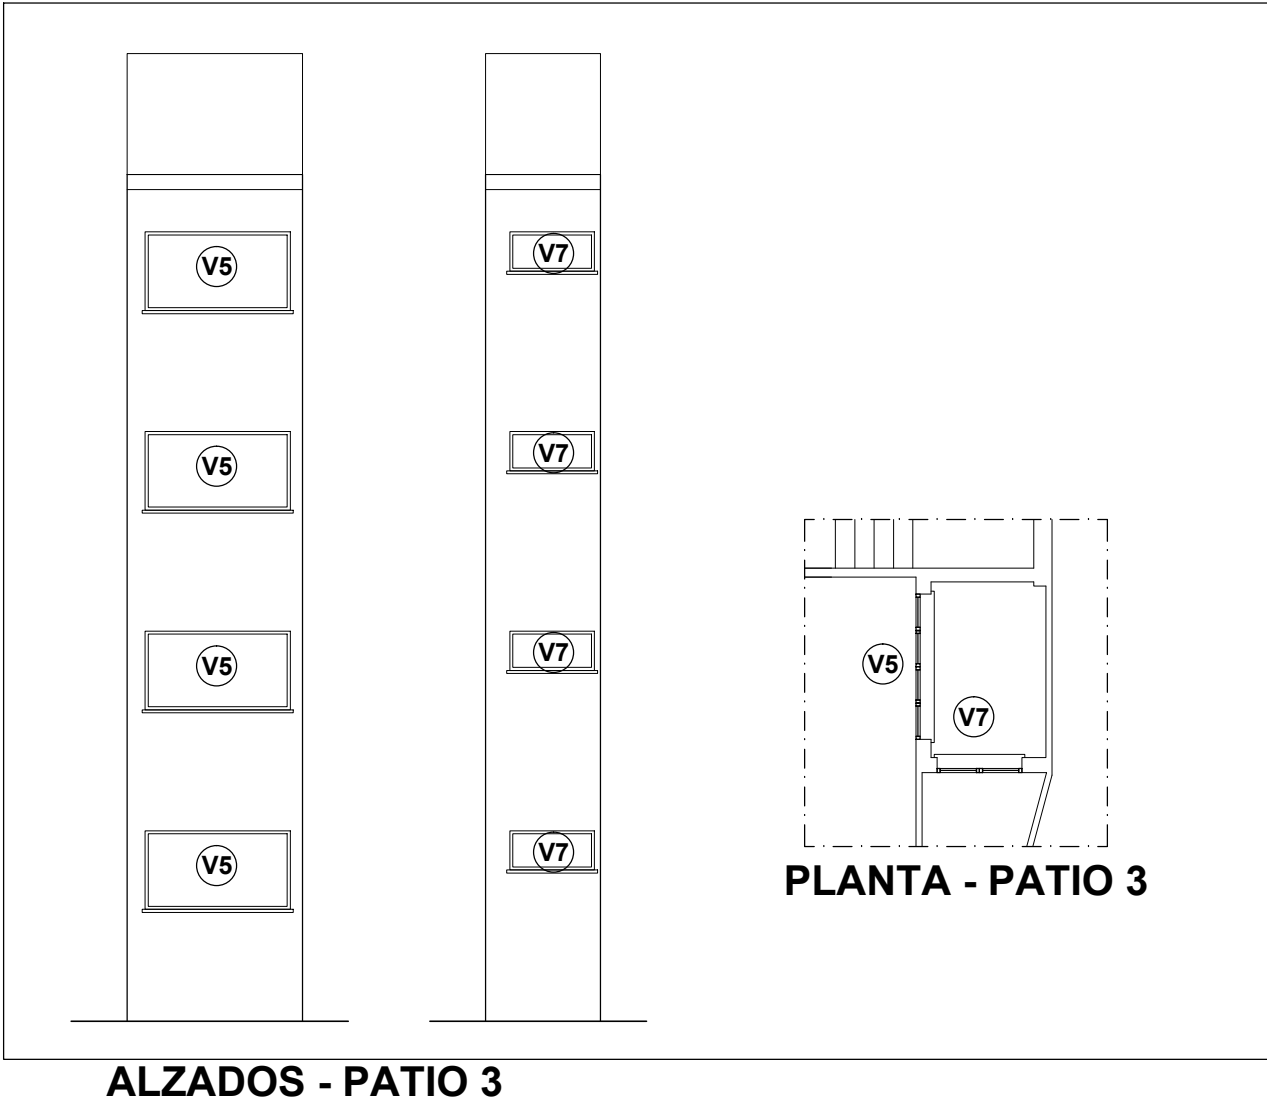 V5 V7
V5 V7
V5 V7
V5
V7
V5 V7
PLANTA - PATIO 3
ALZADOS - PATIO 3